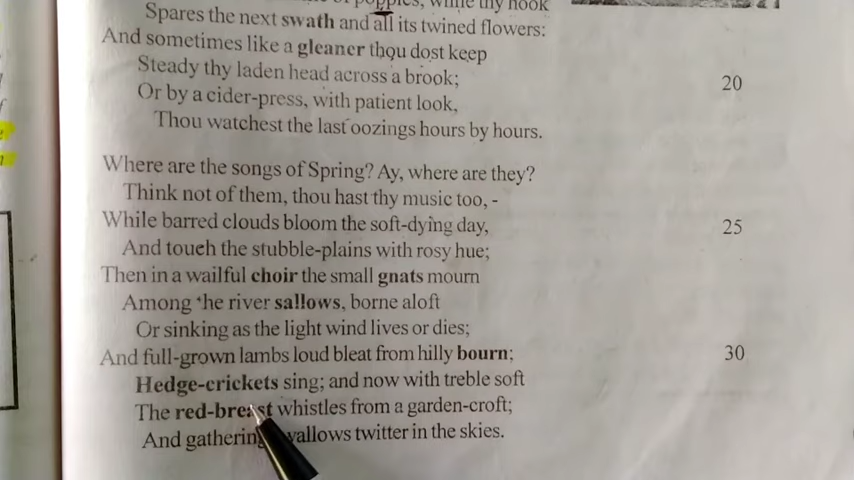 poppies, while thy hook
Spares the next swath and all its twined flowers:
And sometimes like a gleaner thou dost keep
Steady thy laden head across a brook; 20
Or by a cider-press, with patient look,
Thou watchest the last oozings hours by hours.
Where are the songs of Spring? Ay, where are they?
Think not of them, thou hast thy music too, -
While barred clouds bloom the soft-dying day, 25
And touch the stubble-plains with rosy hue;
Then in a wailful choir the small gnats mourn
Among the river sallows, borne aloft
Or sinking as the light wind lives or dies;
And full-grown lambs loud bleat from hilly bourn; 30
Hedge-crickets sing; and now with treble soft
The red-breast whistles from a garden-croft;
And gathering swallows twitter in the skies.